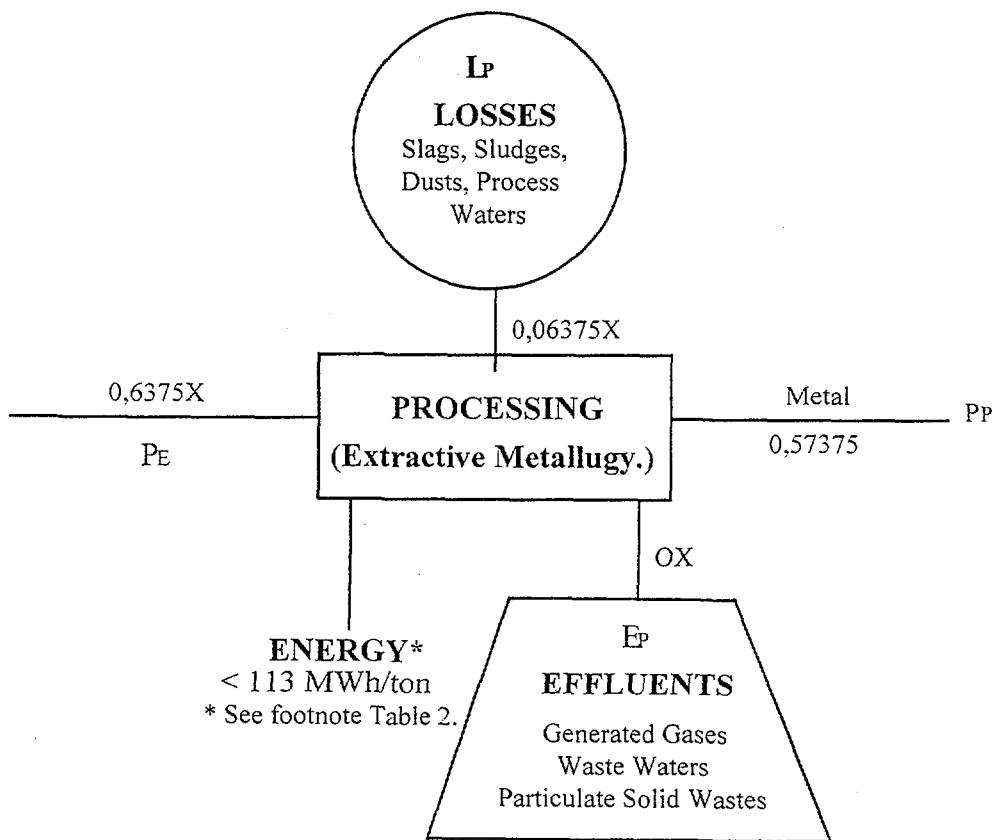 LP
LOSSES
Slags, Sludges,
Dusts, Process
Waters
0,06375X
0,6375X
PE
PROCESSING
(Extractive Metallugy.)
Metal
0,57375
PP
OX
ENERGY*
< 113 MWh/ton
* See footnote Table 2.
EP
EFFLUENTS
Generated Gases
Waste Waters
Particulate Solid Wastes